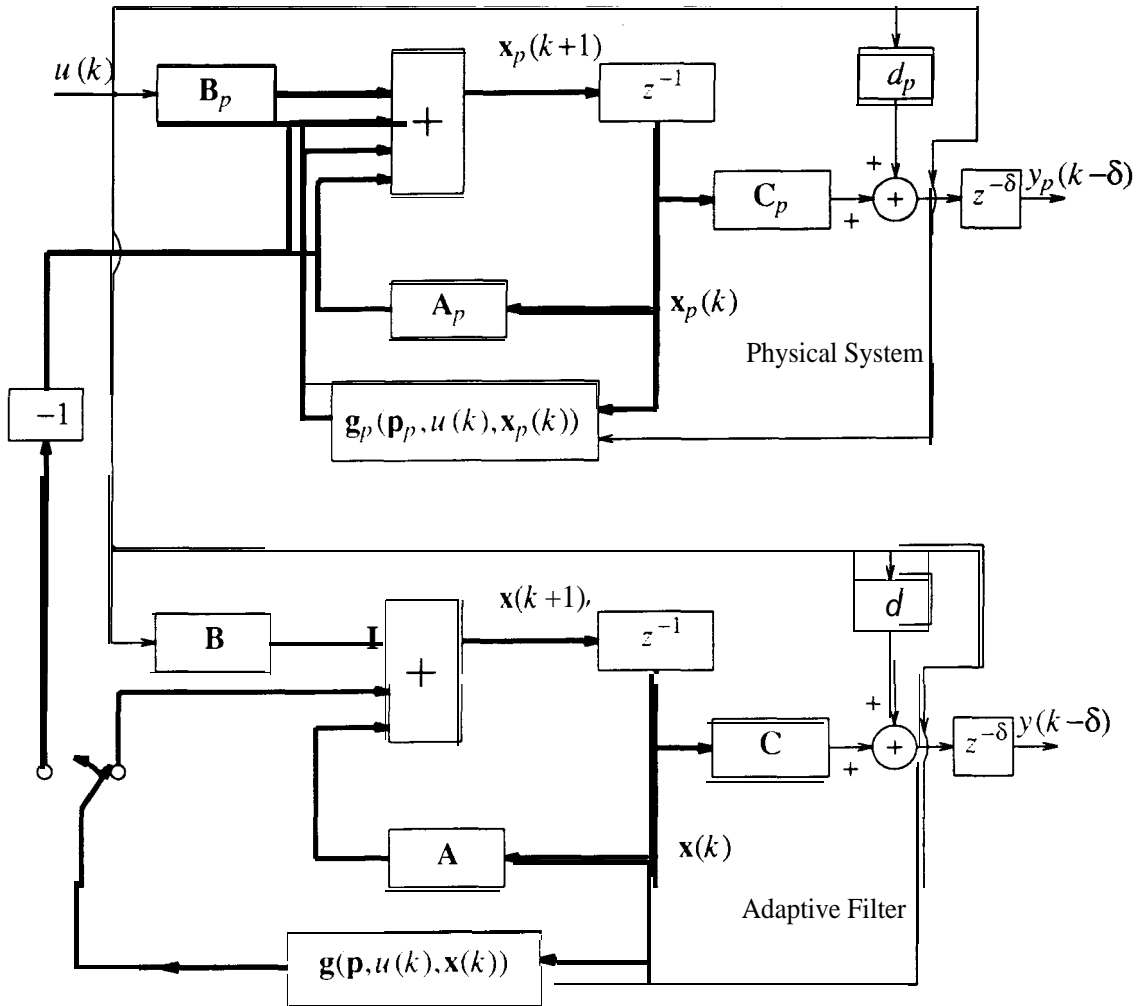 x_p(k+1)
u(k)
B_p
+
z^{-1}
d_p
+
+
+
C_p
z^{-δ}
y_p(k−δ)
A_p
x_p(k)
Physical System
−1
g_p(p_p, u(k), x_p(k))
x(k+1),
B
I
+
z^{-1}
d
+
+
+
C
z^{-δ}
y(k−δ)
A
x(k)
Adaptive Filter
g(p, u(k), x(k))